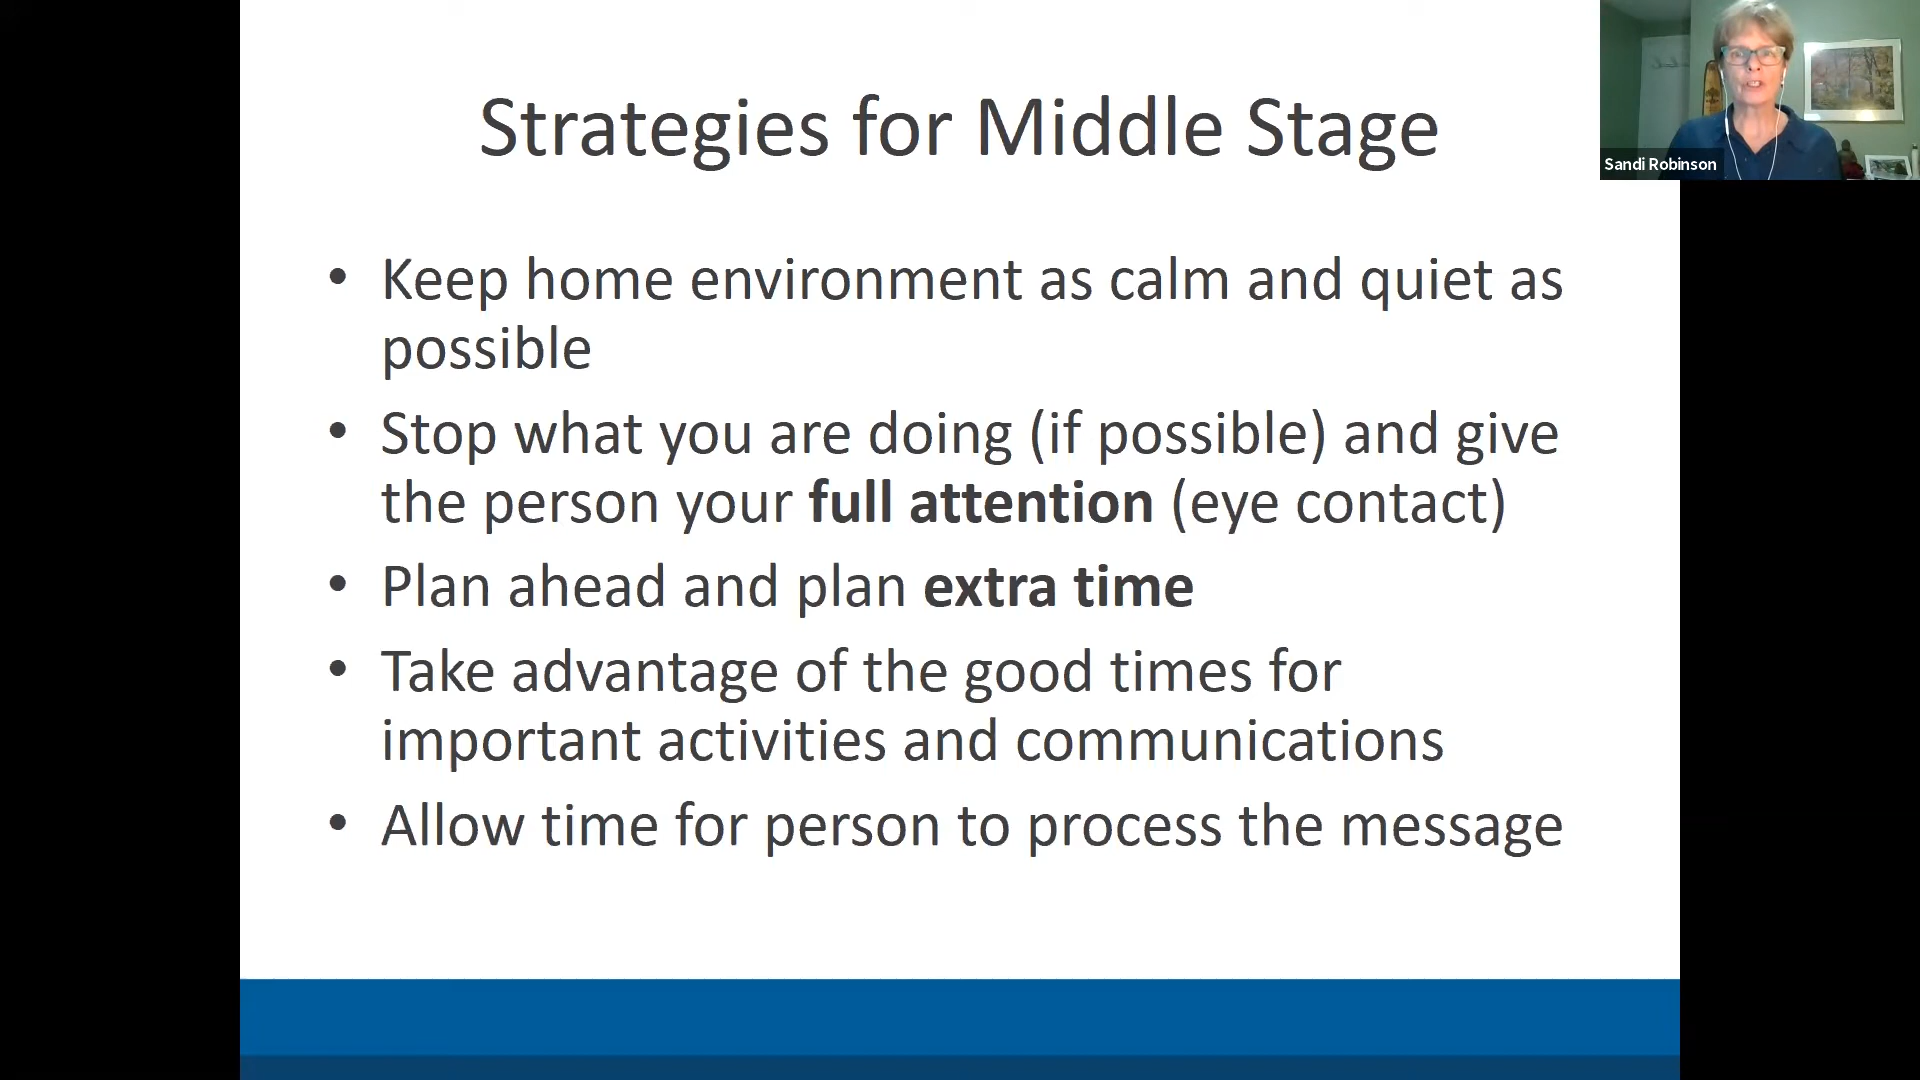 Strategies for Middle Stage
Sandi Robinson
• Keep home environment as calm and quiet as
possible
• Stop what you are doing (if possible) and give
the person your full attention (eye contact)
• Plan ahead and plan extra time
• Take advantage of the good times for
important activities and communications
• Allow time for person to process the message